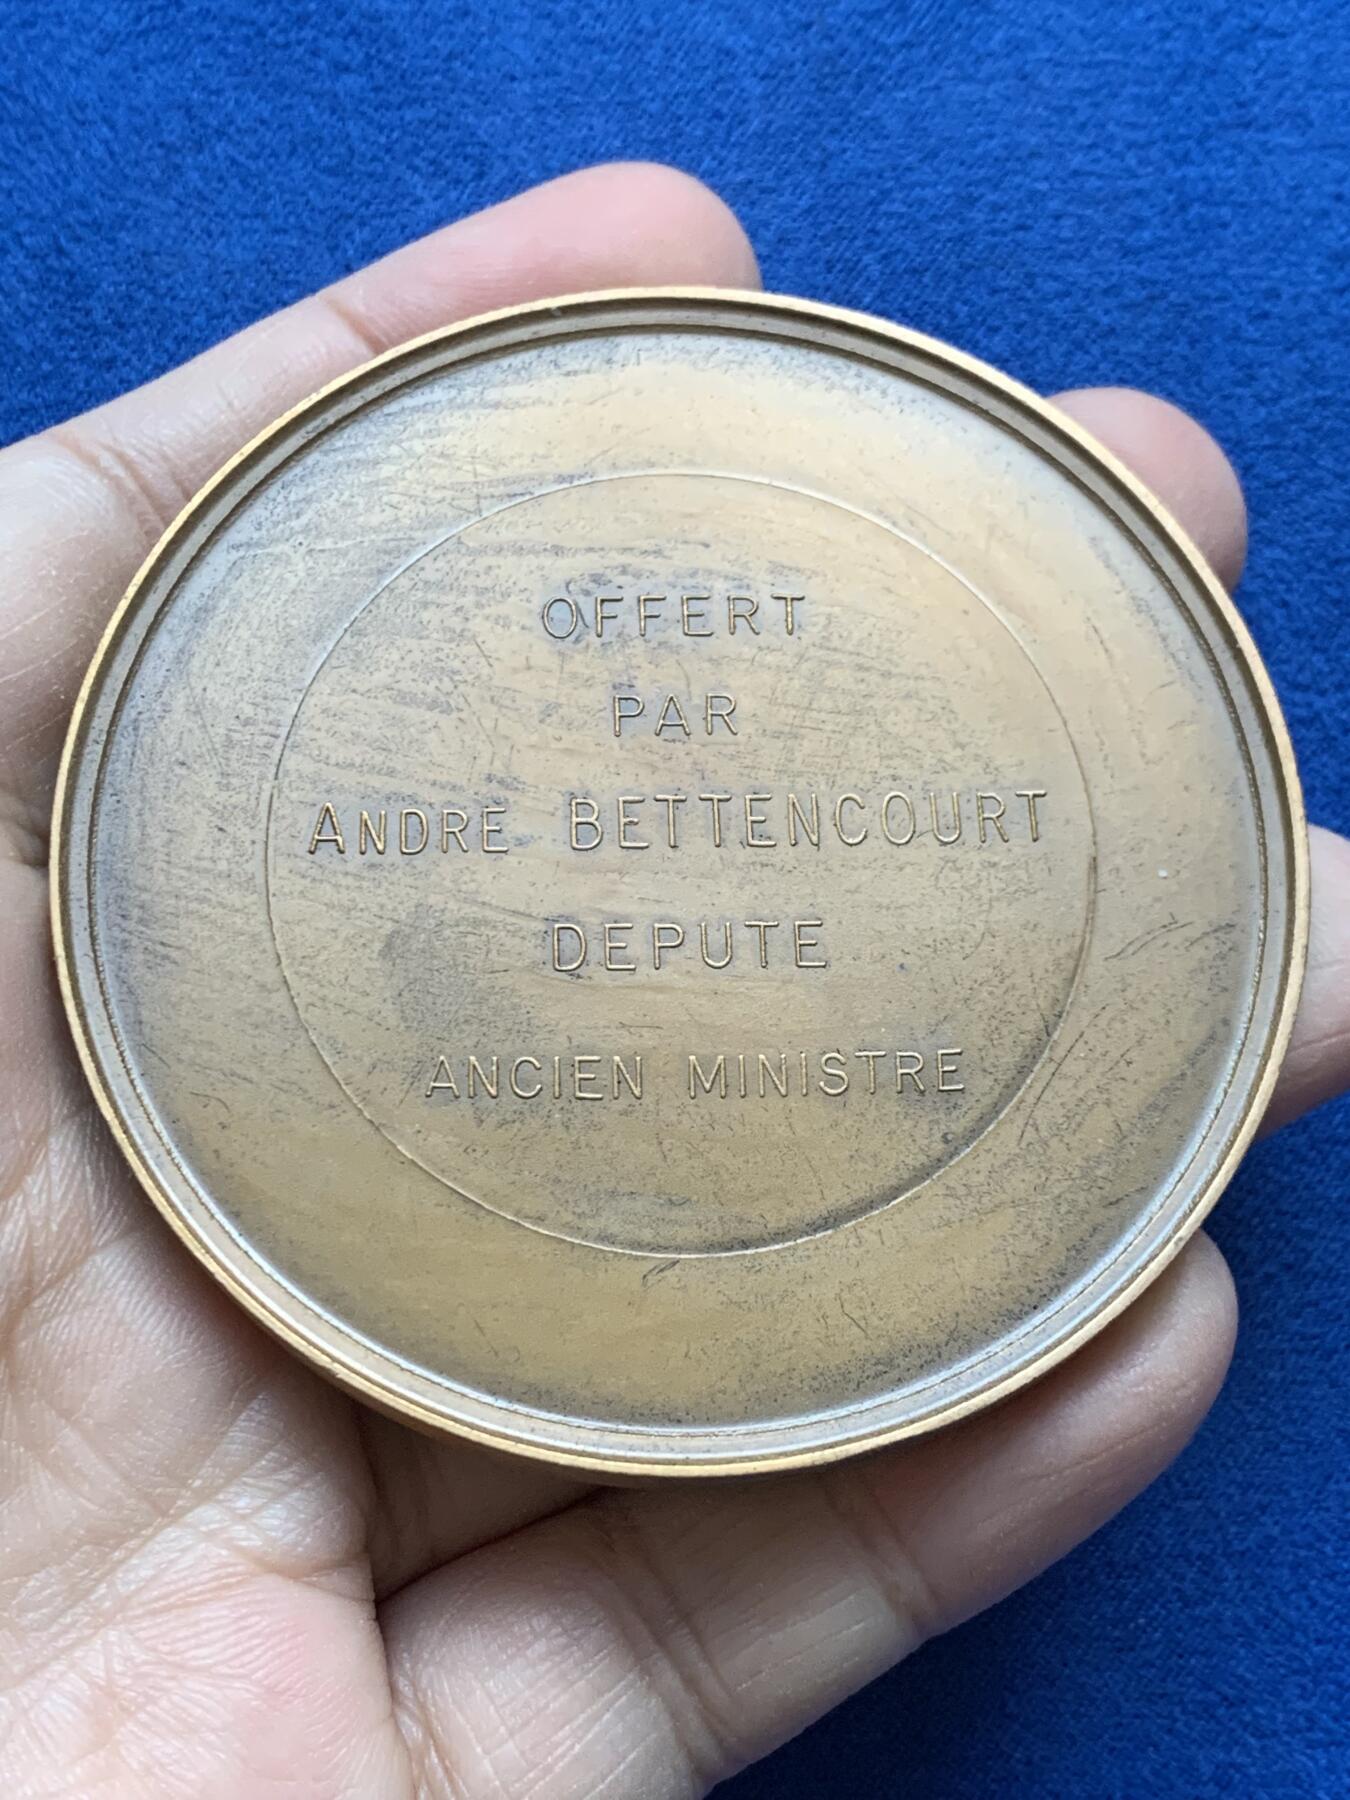 OFFERT
PAR
ANDRE BETTENCOURT
DEPUTE
ANCIEN MINISTRE